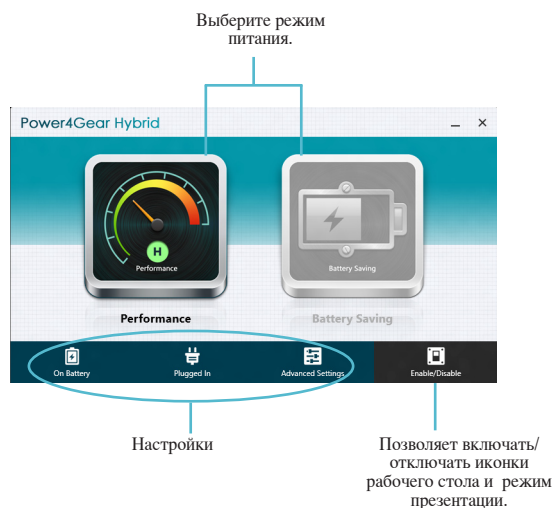 Выберите режим
питания.
Power4Gear Hybrid
H
Performance
Battery Saving
Performance
Battery Saving
On Battery
Plugged In
Advanced Settings
Enable/Disable
Настройки
Позволяет включать/
отключать иконки
рабочего стола и режим
презентации.